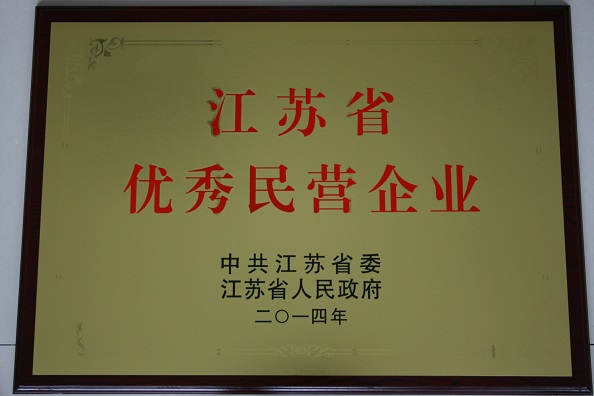 江苏省
优秀民营企业
中共江苏省委
江苏省人民政府
二〇一四年